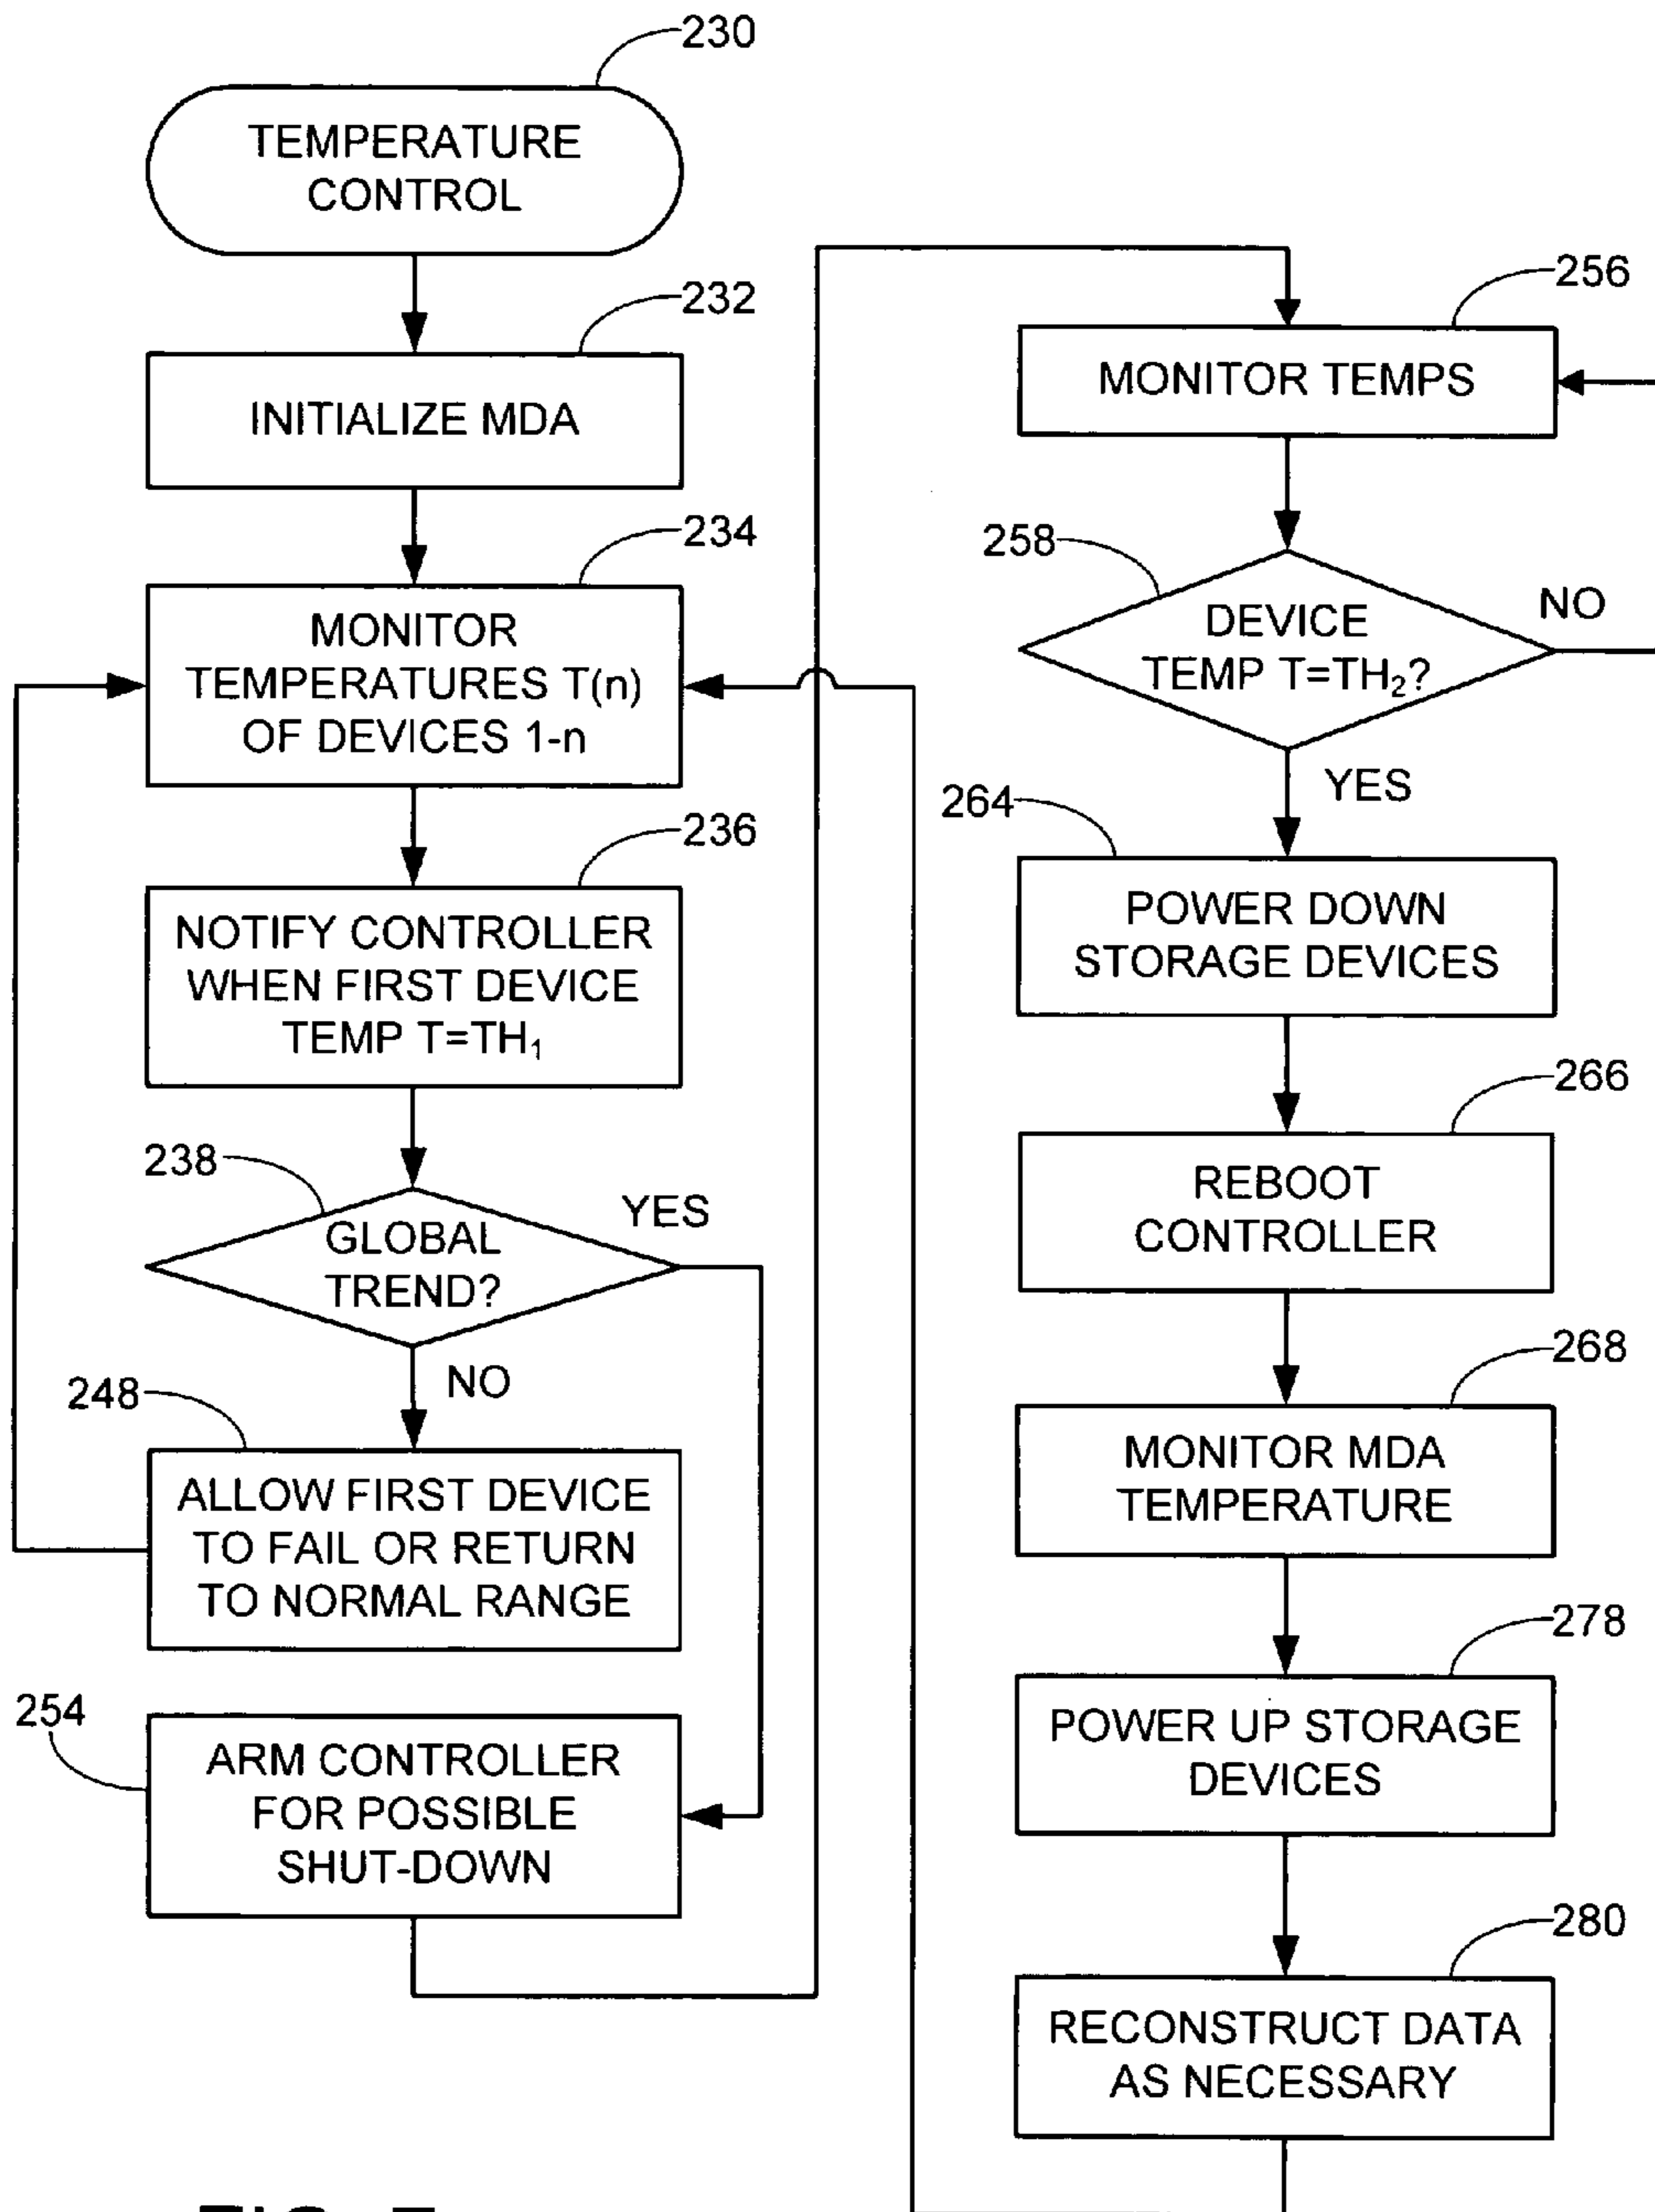 230
TEMPERATURE
CONTROL
232
INITIALIZE MDA
234
MONITOR
TEMPERATURES T(n)
OF DEVICES 1-n
236
NOTIFY CONTROLLER
WHEN FIRST DEVICE
TEMP T=TH₁
238
GLOBAL
TREND?
YES
NO
248
ALLOW FIRST DEVICE
TO FAIL OR RETURN
TO NORMAL RANGE
254
ARM CONTROLLER
FOR POSSIBLE
SHUT-DOWN
256
MONITOR TEMPS
258
DEVICE
TEMP T=TH₂?
NO
YES
264
POWER DOWN
STORAGE DEVICES
266
REBOOT
CONTROLLER
268
MONITOR MDA
TEMPERATURE
278
POWER UP STORAGE
DEVICES
280
RECONSTRUCT DATA
AS NECESSARY